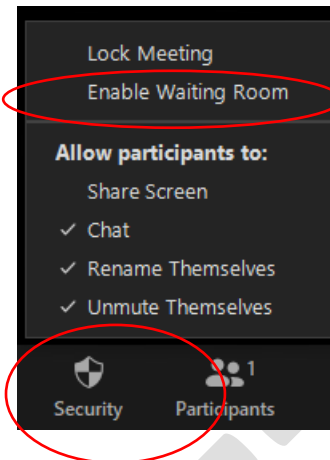 Lock Meeting
Enable Waiting Room
Allow participants to:
Share Screen
✓ Chat
✓ Rename Themselves
✓ Unmute Themselves
1
Security Participants